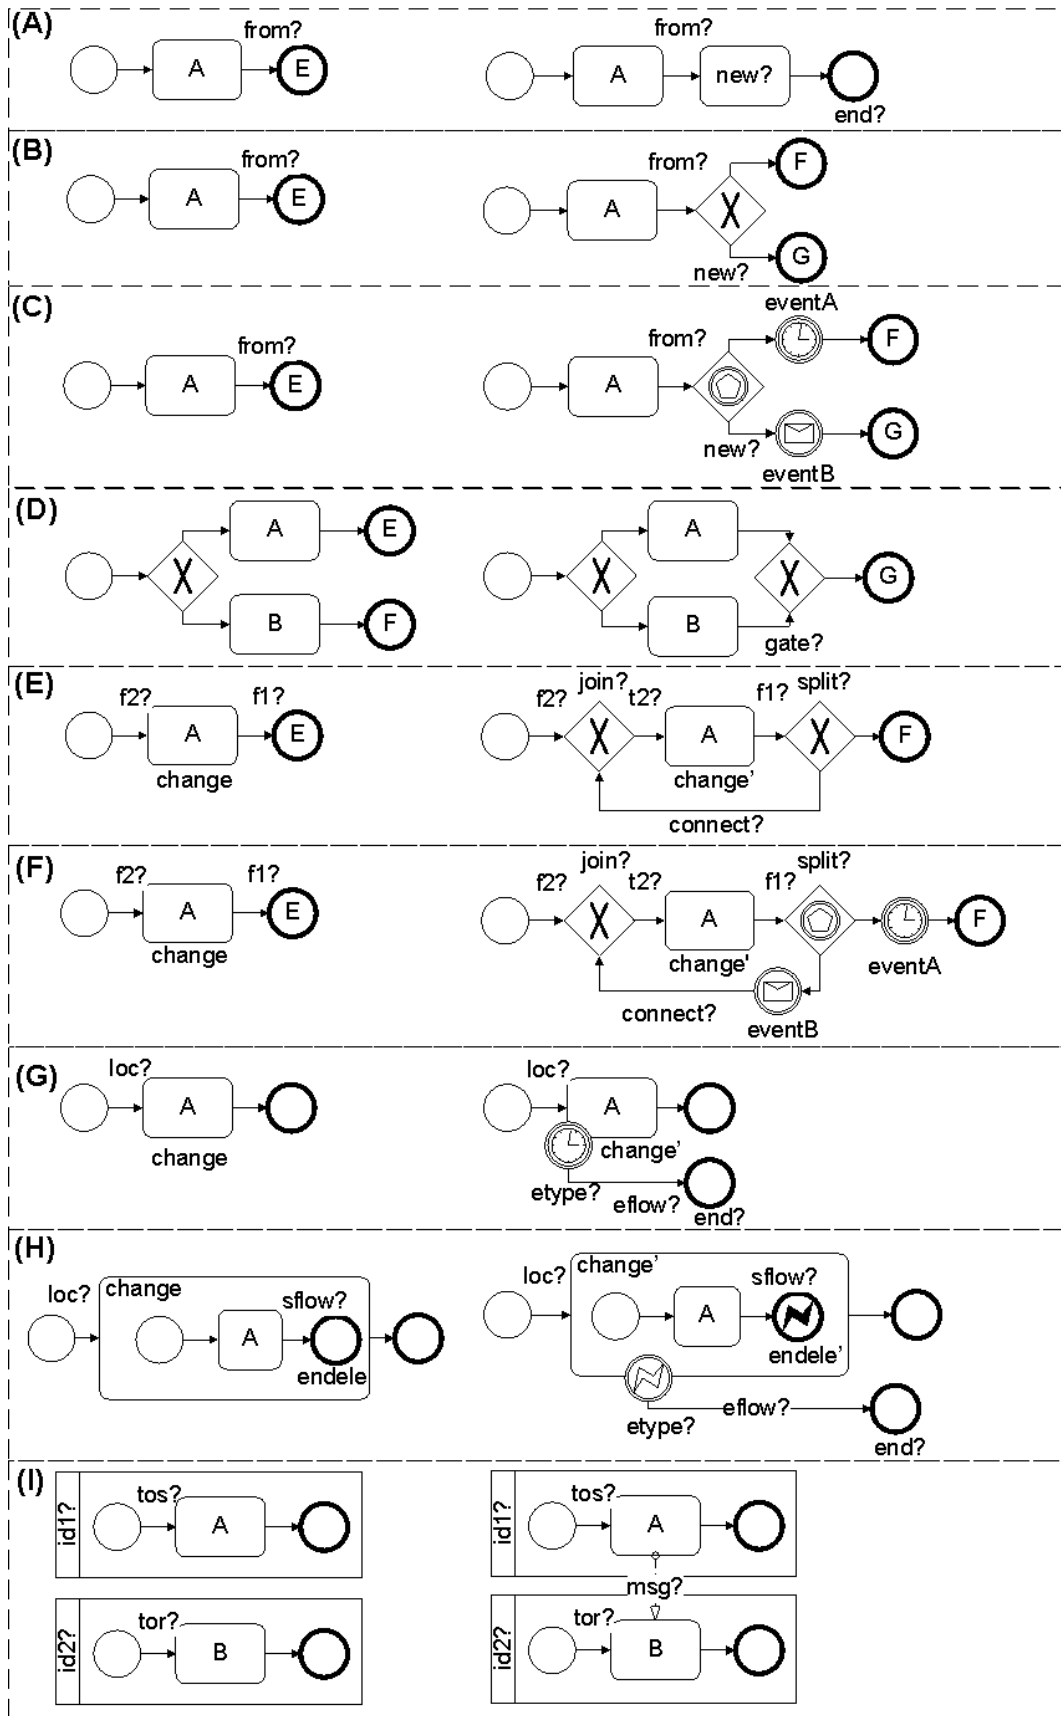 (A)
from?
A
E
from?
A
new?
end?
(B)
from?
A
E
from?
F
A
G
new?
(C)
from?
A
E
eventA
from?
F
A
new?
G
eventB
(D)
A
E
B
F
A
G
B
gate?
(E)
f2?
f1?
A
E
change
join?
split?
f2?
t2?
f1?
A
F
change'
connect?
(F)
f2?
f1?
A
E
change
join?
split?
f2?
t2?
f1?
A
F
change'
eventA
connect?
eventB
(G)
loc?
A
change
loc?
A
change'
etype?
eflow?
end?
(H)
loc?
change
sflow?
A
endele
loc?
change'
sflow?
A
endele'
etype?
eflow?
end?
(I)
id1?
tos?
A
id1?
tos?
A
msg?
id2?
tor?
B
id2?
tor?
B